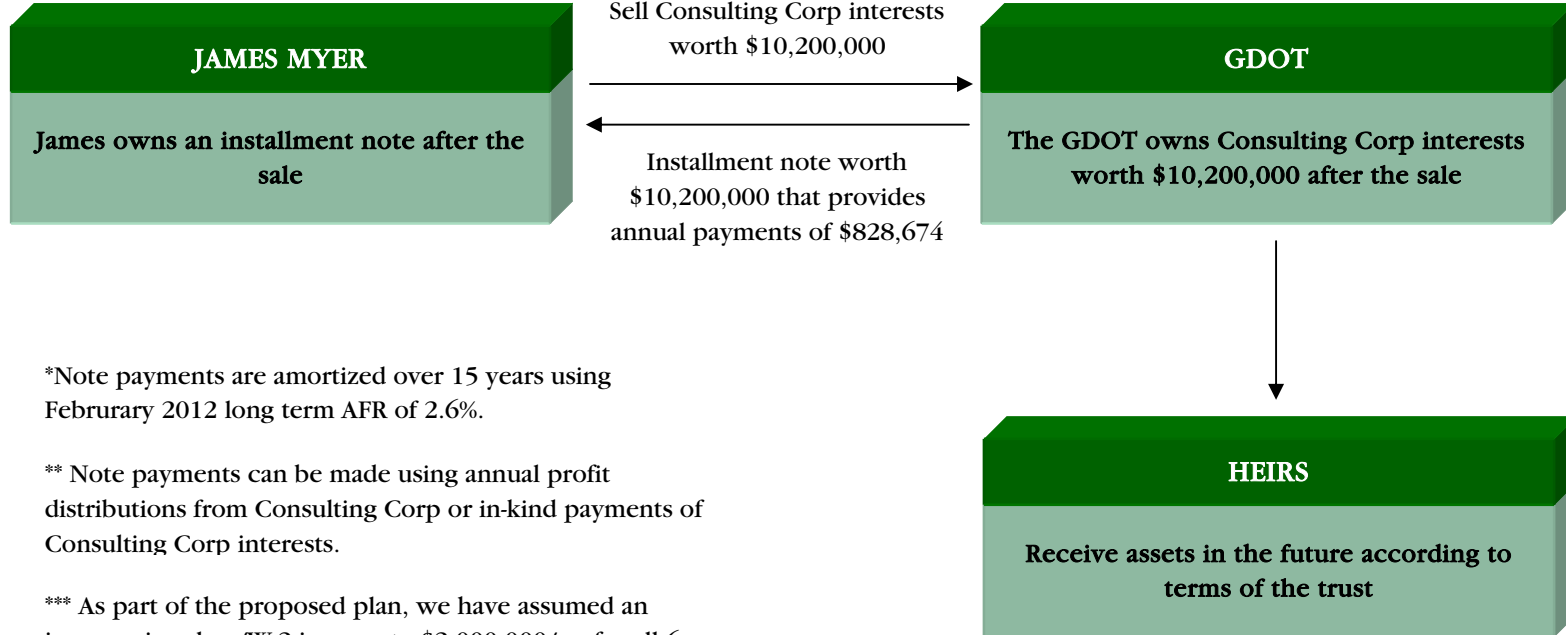 JAMES MYER
James owns an installment note after the
sale
Sell Consulting Corp interests
worth $10,200,000
Installment note worth
$10,200,000 that provides
annual payments of $828,674
GDOT
The GDOT owns Consulting Corp interests
worth $10,200,000 after the sale
*Note payments are amortized over 15 years using
Februrary 2012 long term AFR of 2.6%.
** Note payments can be made using annual profit
distributions from Consulting Corp or in-kind payments of
Consulting Corp interests.
*** As part of the proposed plan, we have assumed an
HEIRS
Receive assets in the future according to
terms of the trust